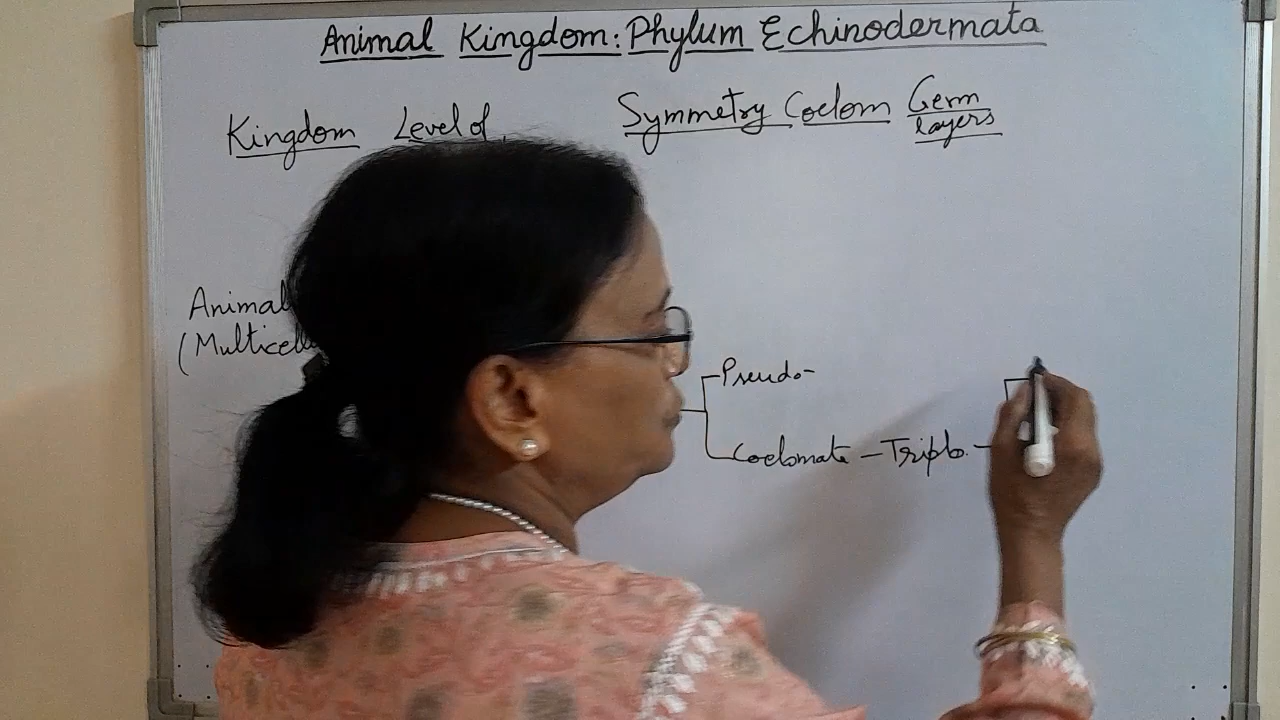 Animal Kingdom: Phylum Echinodermata
Kingdom Level of Symmetry Coelom Germ layers
Animal
(Multicell
Pseudo-
Coelomate - Triplo.